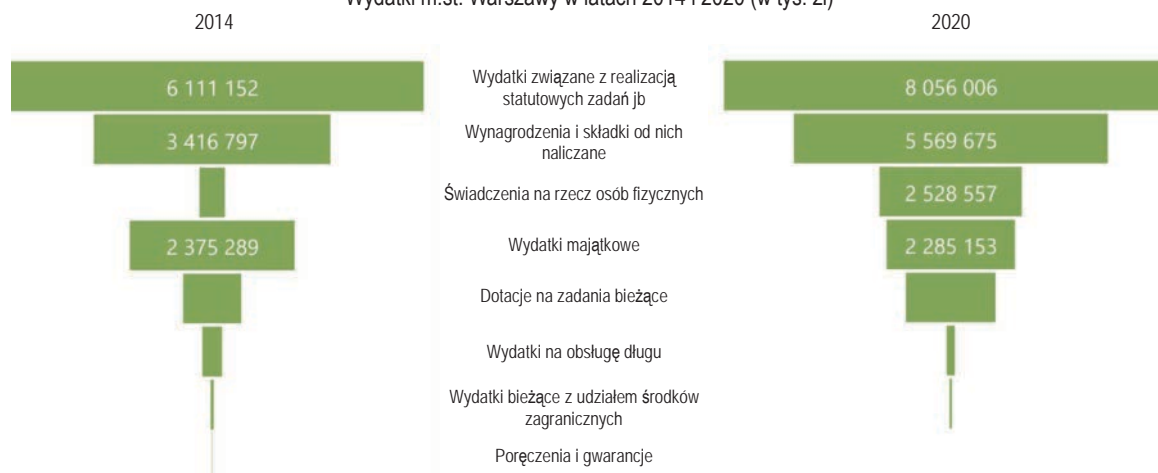 Wydatki m.st. Warszawy w latach 2014 i 2020 (w tys. zł)
2014
2020
6 111 152
Wydatki związane z realizacją
statutowych zadań jb
8 056 006
3 416 797
Wynagrodzenia i składki od nich
naliczane
5 569 675
Świadczenia na rzecz osób fizycznych
2 528 557
2 375 289
Wydatki majątkowe
2 285 153
Dotacje na zadania bieżące
Wydatki na obsługę długu
Wydatki bieżące z udziałem środków
zagranicznych
Poręczenia i gwarancje